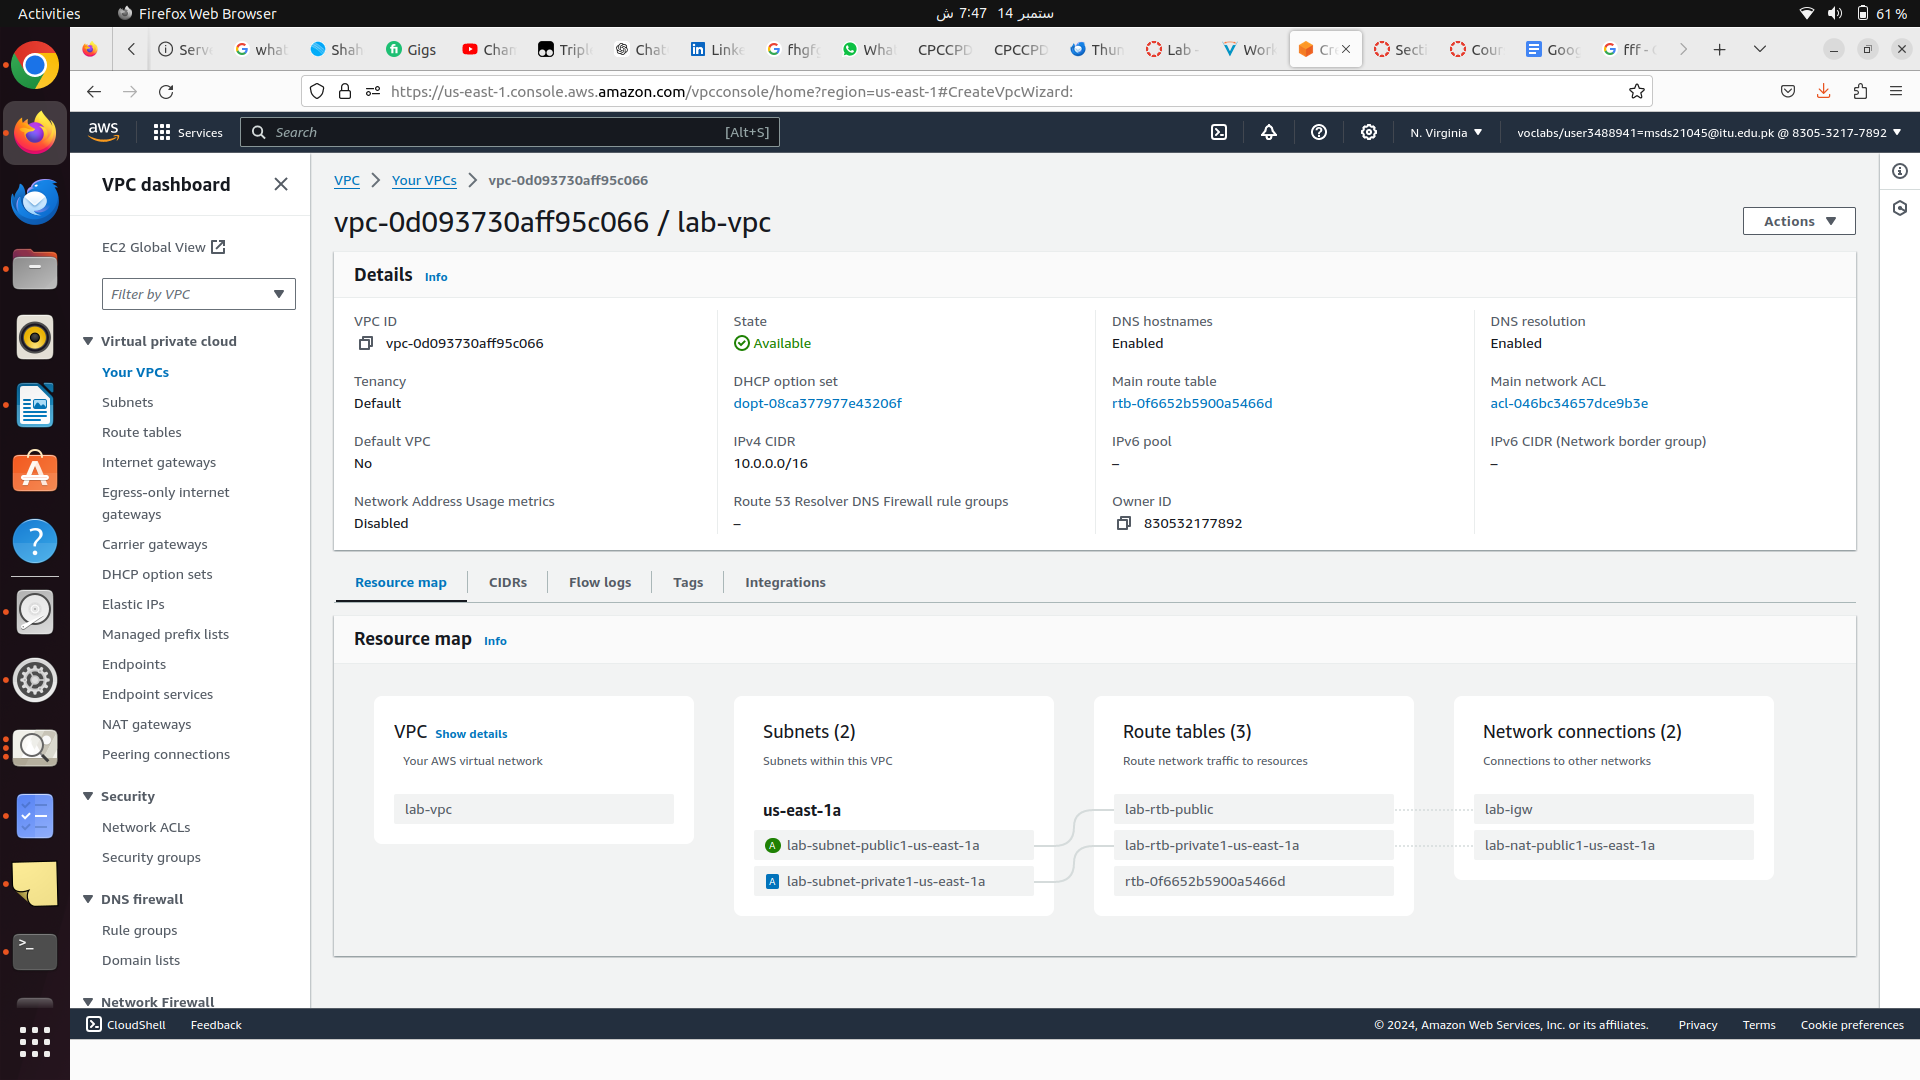 Activities
Firefox Web Browser
ستمبر 14 7:47 ش
61 %
Serv
what
Shah
Gigs
Chan
Triple
Chat
Linke
fhgfg
What
CPCCPD
CPCCPD
Thun
Lab -
Work
Cre
Secti
Cour
Goog
fff - G
https://us-east-1.console.aws.amazon.com/vpcconsole/home?region=us-east-1#CreateVpcWizard:
aws
Services
Search
[Alt+S]
N. Virginia
voclabs/user3488941=msds21045@itu.edu.pk @ 8305-3217-7892
VPC dashboard
EC2 Global View
Filter by VPC
Virtual private cloud
Your VPCs
Subnets
Route tables
Internet gateways
Egress-only internet
gateways
Carrier gateways
DHCP option sets
Elastic IPs
Managed prefix lists
Endpoints
Endpoint services
NAT gateways
Peering connections
Security
Network ACLs
Security groups
DNS firewall
Rule groups
Domain lists
Network Firewall
VPC
Your VPCs
vpc-0d093730aff95c066
vpc-0d093730aff95c066 / lab-vpc
Actions
Details
Info
VPC ID
vpc-0d093730aff95c066
State
Available
DNS hostnames
Enabled
DNS resolution
Enabled
Tenancy
Default
DHCP option set
dopt-08ca377977e43206f
Main route table
rtb-0f6652b5900a5466d
Main network ACL
acl-046bc34657dce9b3e
Default VPC
No
IPv4 CIDR
10.0.0.0/16
IPv6 pool
–
IPv6 CIDR (Network border group)
–
Network Address Usage metrics
Disabled
Route 53 Resolver DNS Firewall rule groups
–
Owner ID
830532177892
Resource map
CIDRs
Flow logs
Tags
Integrations
Resource map
Info
VPC
Show details
Your AWS virtual network
lab-vpc
Subnets (2)
Subnets within this VPC
us-east-1a
A
lab-subnet-public1-us-east-1a
A
lab-subnet-private1-us-east-1a
Route tables (3)
Route network traffic to resources
lab-rtb-public
lab-rtb-private1-us-east-1a
rtb-0f6652b5900a5466d
Network connections (2)
Connections to other networks
lab-igw
lab-nat-public1-us-east-1a
CloudShell
Feedback
© 2024, Amazon Web Services, Inc. or its affiliates.
Privacy
Terms
Cookie preferences